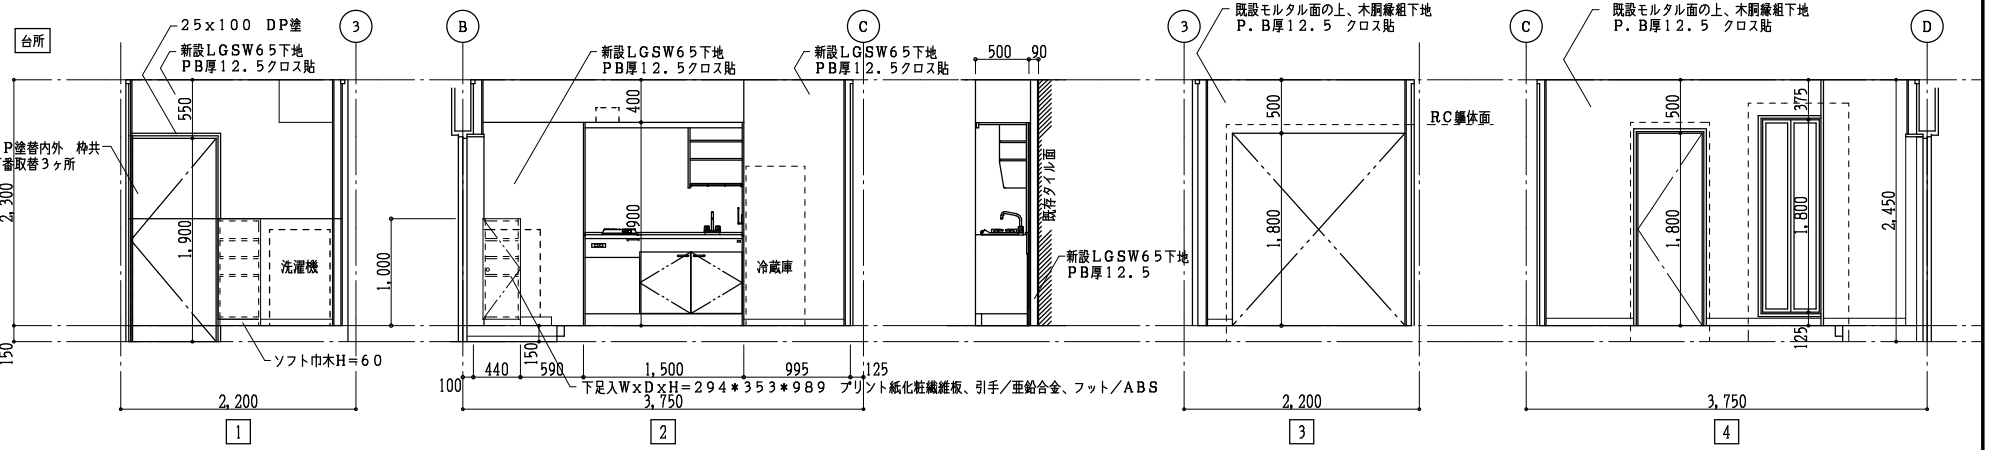 台所
25x100 DP塗
新設LGSW65下地
PB厚12.5クロス貼
3
P塗替内外 枠共
番取替3ヶ所
550
1,900
2,300
150
洗濯機
ソフト巾木H=60
2,200
1
B
C
新設LGSW65下地
PB厚12.5クロス貼
新設LGSW65下地
PB厚12.5クロス貼
400
1,900
1,000
冷蔵庫
150
100
440
590
1,500
995
125
下足入WxDxH=294*353*989 プリント紙化粧繊維板、引手/亜鉛合金、フット/ABS
3,750
2
500
90
既存タイル面
新設LGSW65下地
PB厚12.5
3
既設モルタル面の上、木胴縁組下地
P.B厚12.5 クロス貼
500
RC躯体面
1,800
2,200
3
C
D
既設モルタル面の上、木胴縁組下地
P.B厚12.5 クロス貼
500
375
1,800
1,800
2,450
125
3,750
4